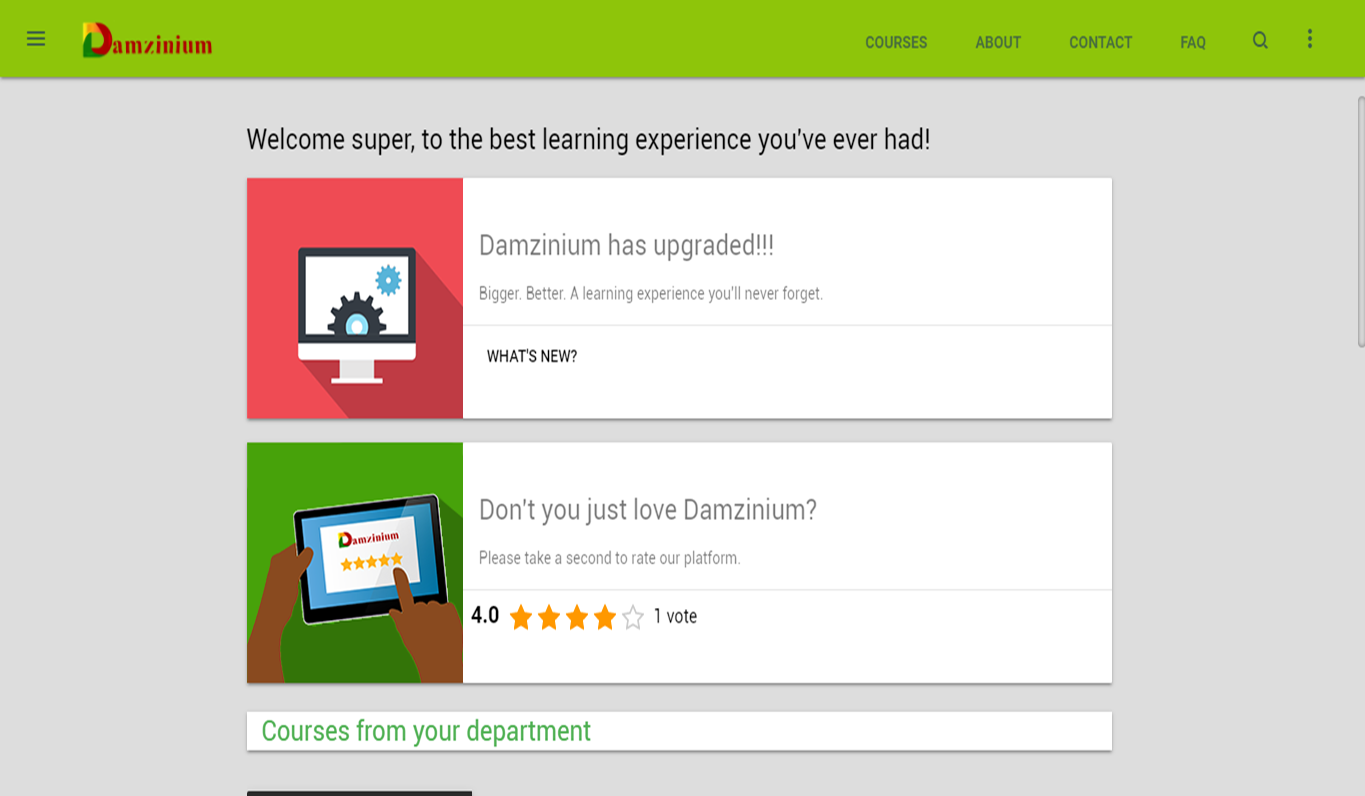 Damzinium
COURSES ABOUT CONTACT FAQ
Welcome super, to the best learning experience you've ever had!
Damzinium has upgraded!!!
Bigger. Better. A learning experience you'll never forget.
WHAT'S NEW?
Damzinium
Don't you just love Damzinium?
Please take a second to rate our platform.
4.0 1 vote
Courses from your department